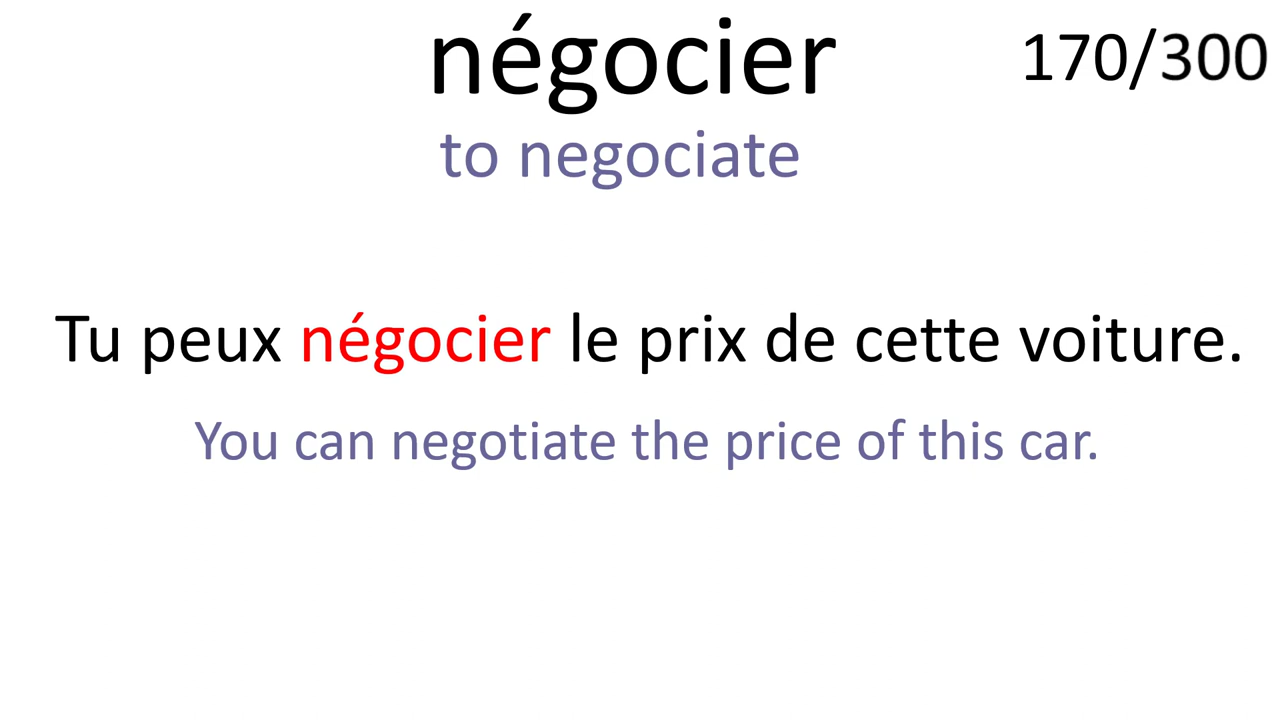 négocier
170/300
to negociate
Tu peux négocier le prix de cette voiture.
You can negotiate the price of this car.